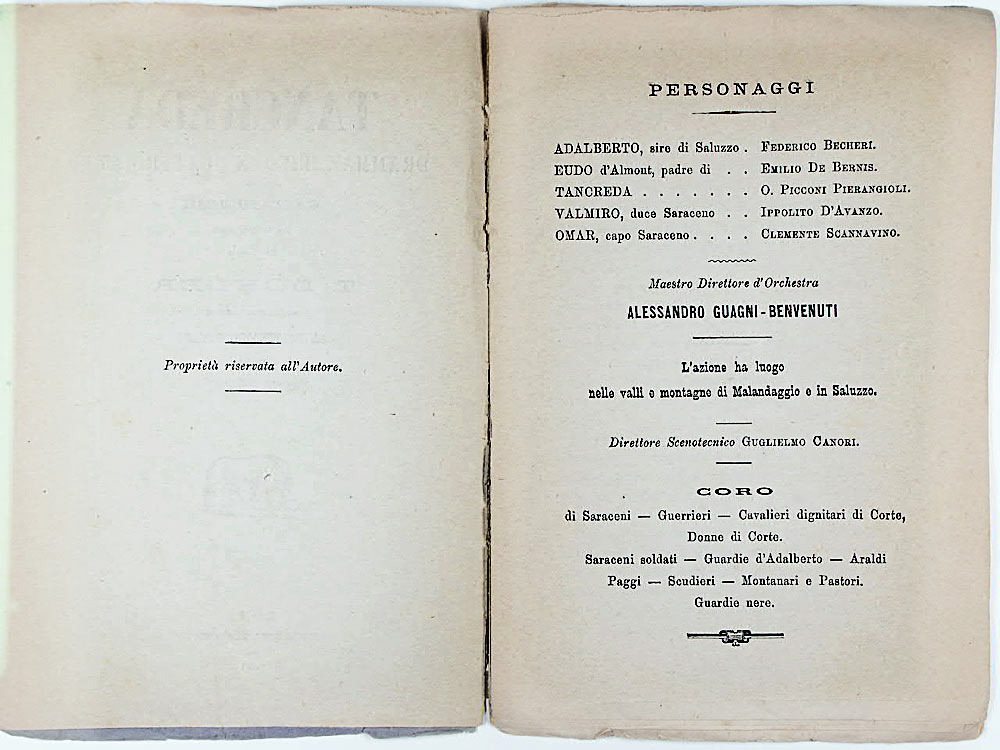 Proprietà riservata all'Autore.
PERSONAGGI
ADALBERTO, sire di Saluzzo . FEDERICO BECHERI.
EUDO d'Almont, padre di . . EMILIO DE BERNIS.
TANCREDA . . . . . . . O. PICCONI PIERANGIOLI.
VALMIRO, duce Saraceno . . IPPOLITO D'AVANZO.
OMAR, capo Saraceno . . . . CLEMENTE SCANNAVINO.
Maestro Direttore d'Orchestra
ALESSANDRO GUAGNI-BENVENUTI
L'azione ha luogo
nelle valli e montagne di Malandaggio e in Saluzzo.
Direttore Scenotecnico GUGLIELMO CANORI.
CORO
di Saraceni — Guerrieri — Cavalieri dignitari di Corte,
Donne di Corte.
Saraceni soldati — Guardie d'Adalberto — Araldi
Paggi — Scudieri — Montanari e Pastori.
Guardie nere.